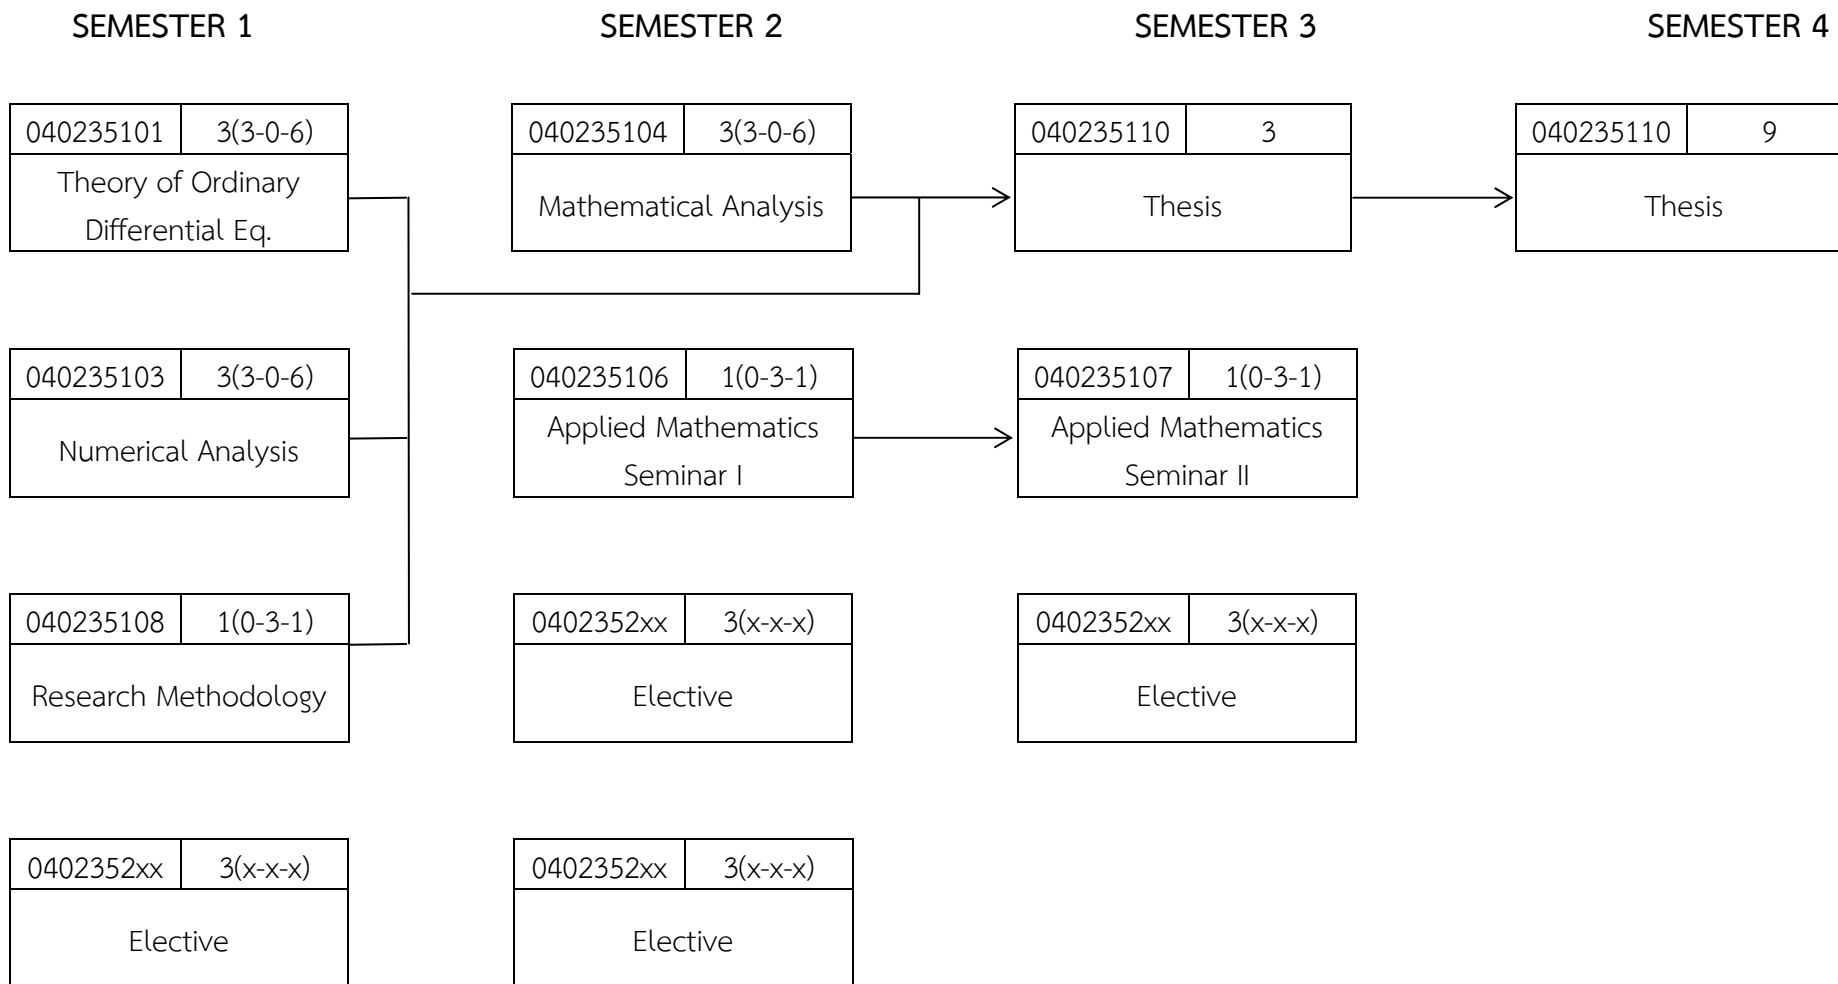 SEMESTER 1 SEMESTER 2 SEMESTER 3 SEMESTER 4
040235101 3(3-0-6)
Theory of Ordinary
Differential Eq.
040235104 3(3-0-6)
Mathematical Analysis
040235110 3
Thesis
040235110 9
Thesis
040235103 3(3-0-6)
Numerical Analysis
040235106 1(0-3-1)
Applied Mathematics
Seminar I
040235107 1(0-3-1)
Applied Mathematics
Seminar II
040235108 1(0-3-1)
Research Methodology
0402352xx 3(x-x-x)
Elective
0402352xx 3(x-x-x)
Elective
0402352xx 3(x-x-x)
Elective
0402352xx 3(x-x-x)
Elective